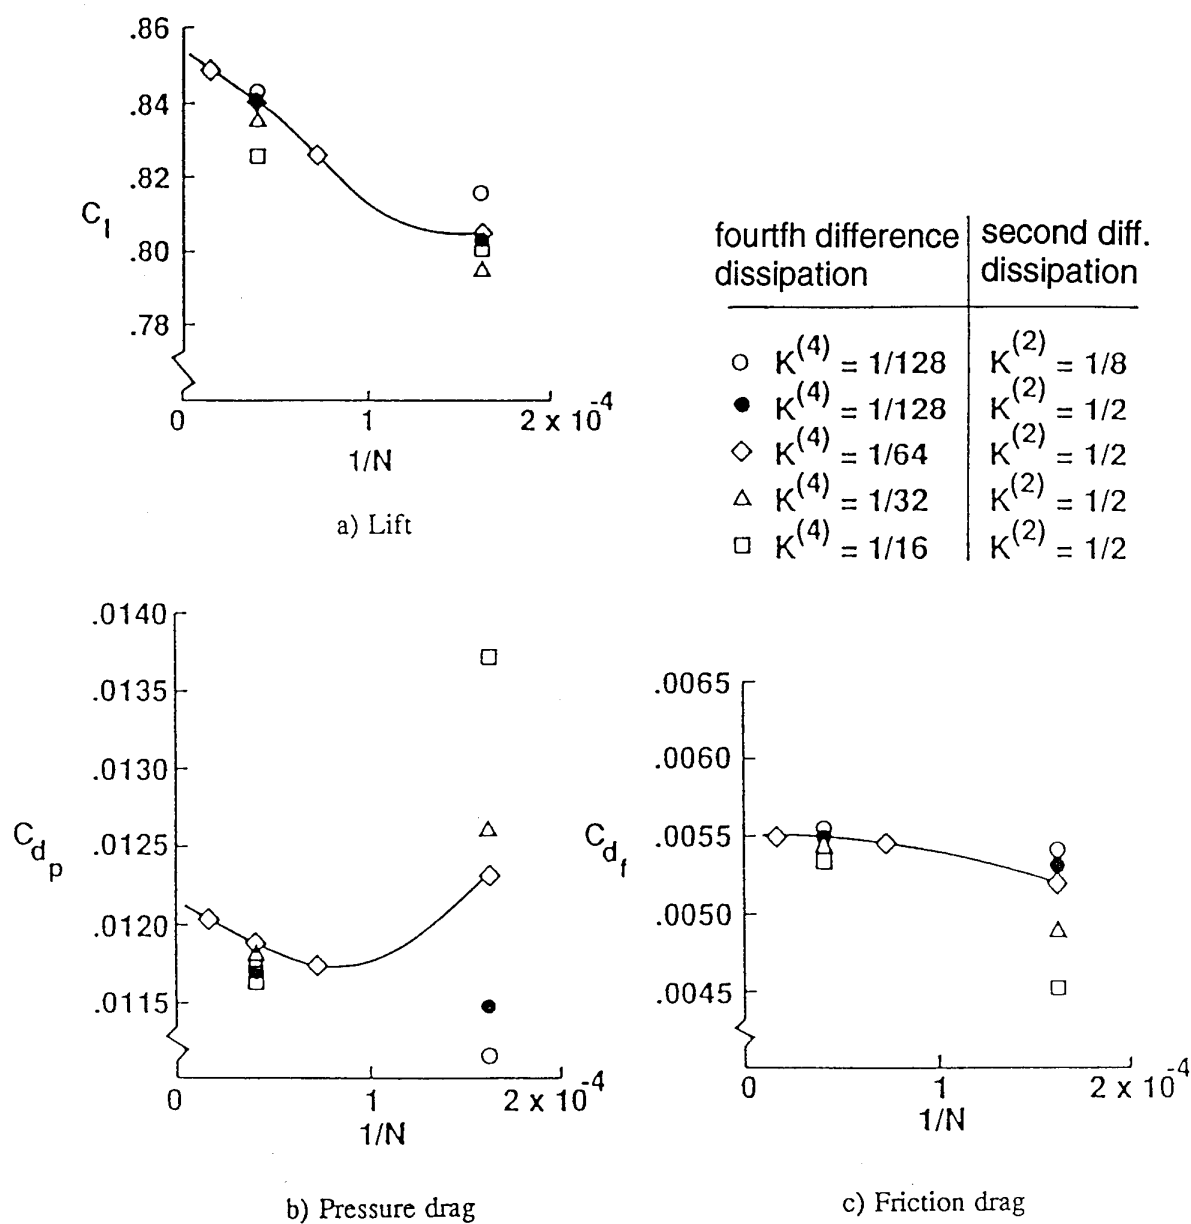 .86
.84
.82
C_l
.80
.78
0 1 2 x 10^-4
1/N
a) Lift
fourtfh difference dissipation
second diff. dissipation
○ K^(4) = 1/128 K^(2) = 1/8
● K^(4) = 1/128 K^(2) = 1/2
◇ K^(4) = 1/64 K^(2) = 1/2
△ K^(4) = 1/32 K^(2) = 1/2
□ K^(4) = 1/16 K^(2) = 1/2
.0140
.0135
.0130
C_d_p
.0125
.0120
.0115
0 1 2 x 10^-4
1/N
b) Pressure drag
.0065
.0060
C_d_f
.0055
.0050
.0045
0 1 2 x 10^-4
1/N
c) Friction drag